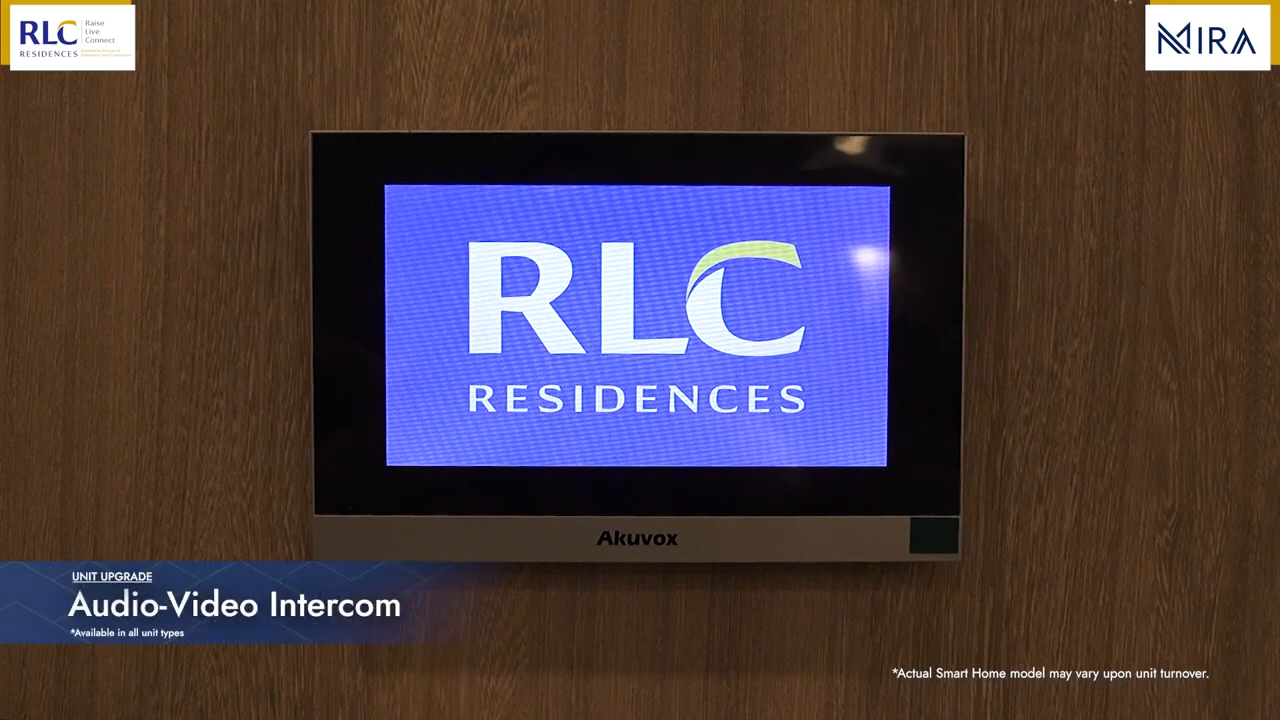 RLC
RESIDENCES
Raise
Live
Connect
MIRA
RLC
RESIDENCES
Akuvox
UNIT UPGRADE
Audio-Video Intercom
*Available in all unit types
*Actual Smart Home model may vary upon unit turnover.